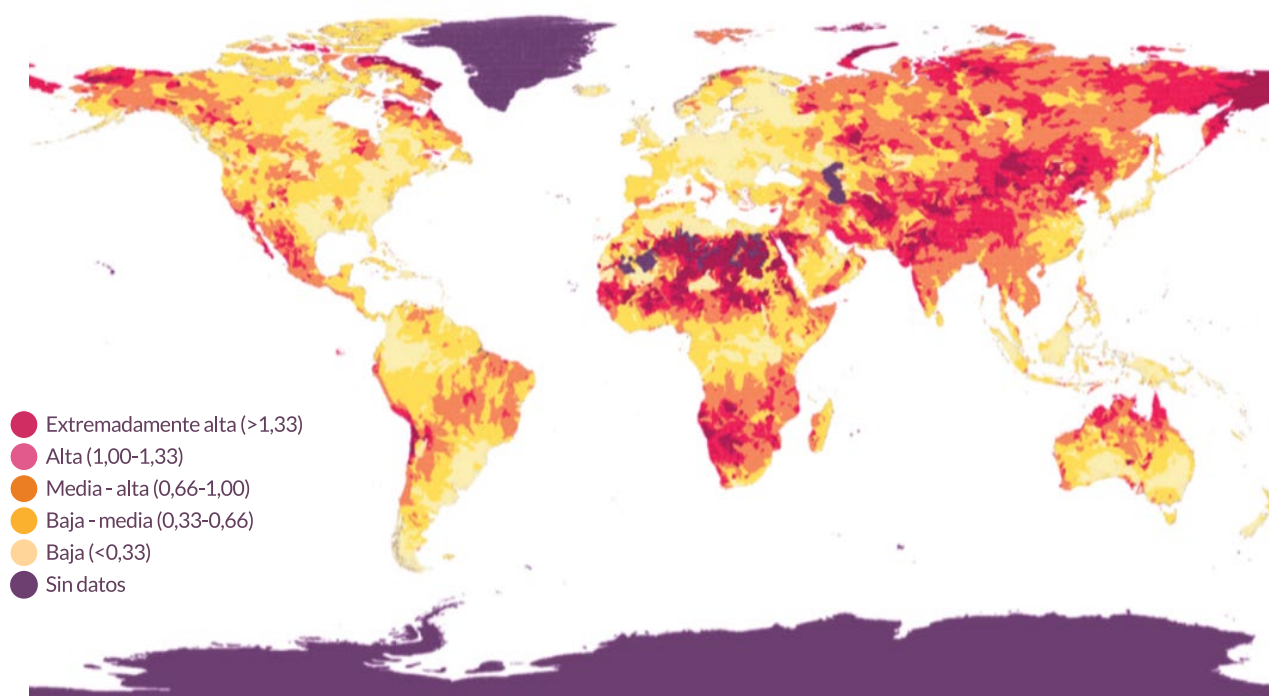 Extremadamente alta (>1,33)
Alta (1,00-1,33)
Media - alta (0,66-1,00)
Baja - media (0,33-0,66)
Baja (<0,33)
Sin datos